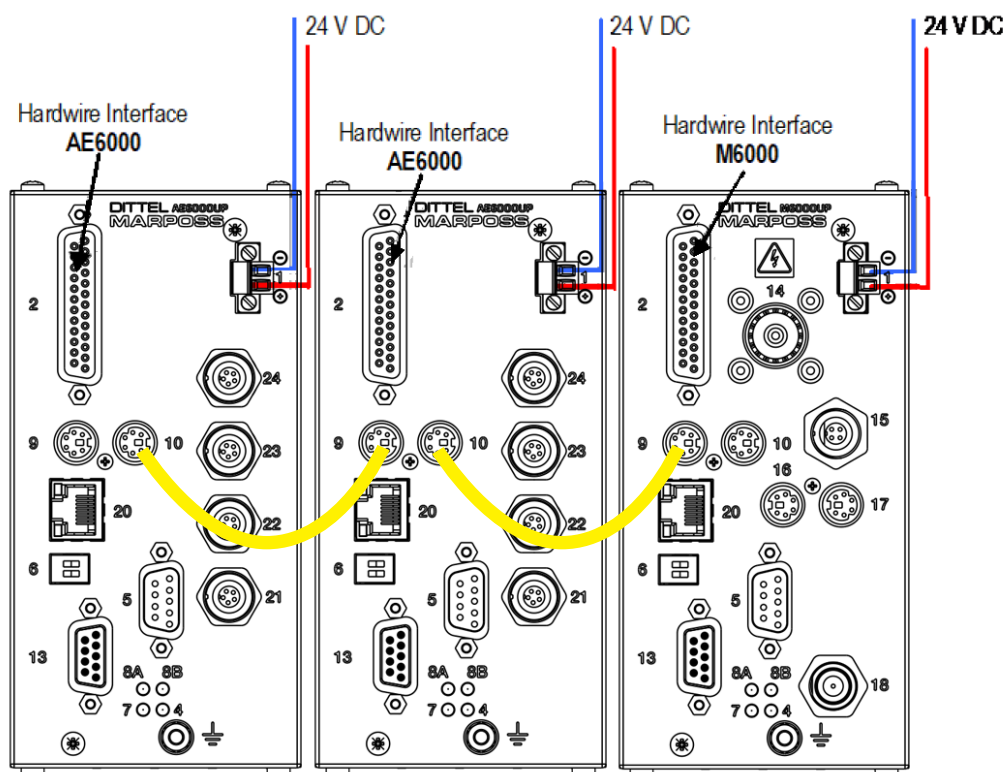 24 V DC
24 V DC
24 V DC
Hardwire Interface
AE6000
Hardwire Interface
AE6000
Hardwire Interface
M6000
DITTEL AE6000UP
MARPOSS
2
1
24
9
10
23
20
22
6
5
21
13
8A 8B
7 4
DITTEL AE6000UP
MARPOSS
2
1
24
9
10
23
20
22
6
5
21
13
8A 8B
7 4
DITTEL M6000UP
MARPOSS
2
1
14
15
9
10
16
17
20
6
5
13
8A 8B
7 4
18